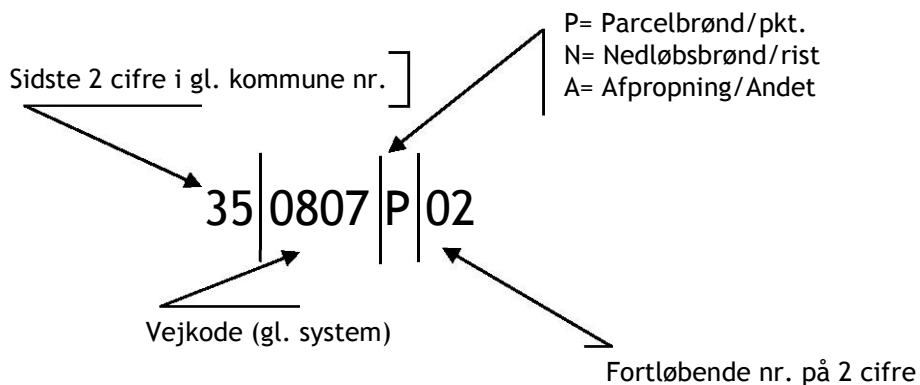 P= Parcelbrønd/pkt.
N= Nedløbsbrønd/rist
A= Afpropning/Andet
Sidste 2 cifre i gl. kommune nr.
35 0807 P 02
Vejkode (gl. system)
Fortløbende nr. på 2 cifre